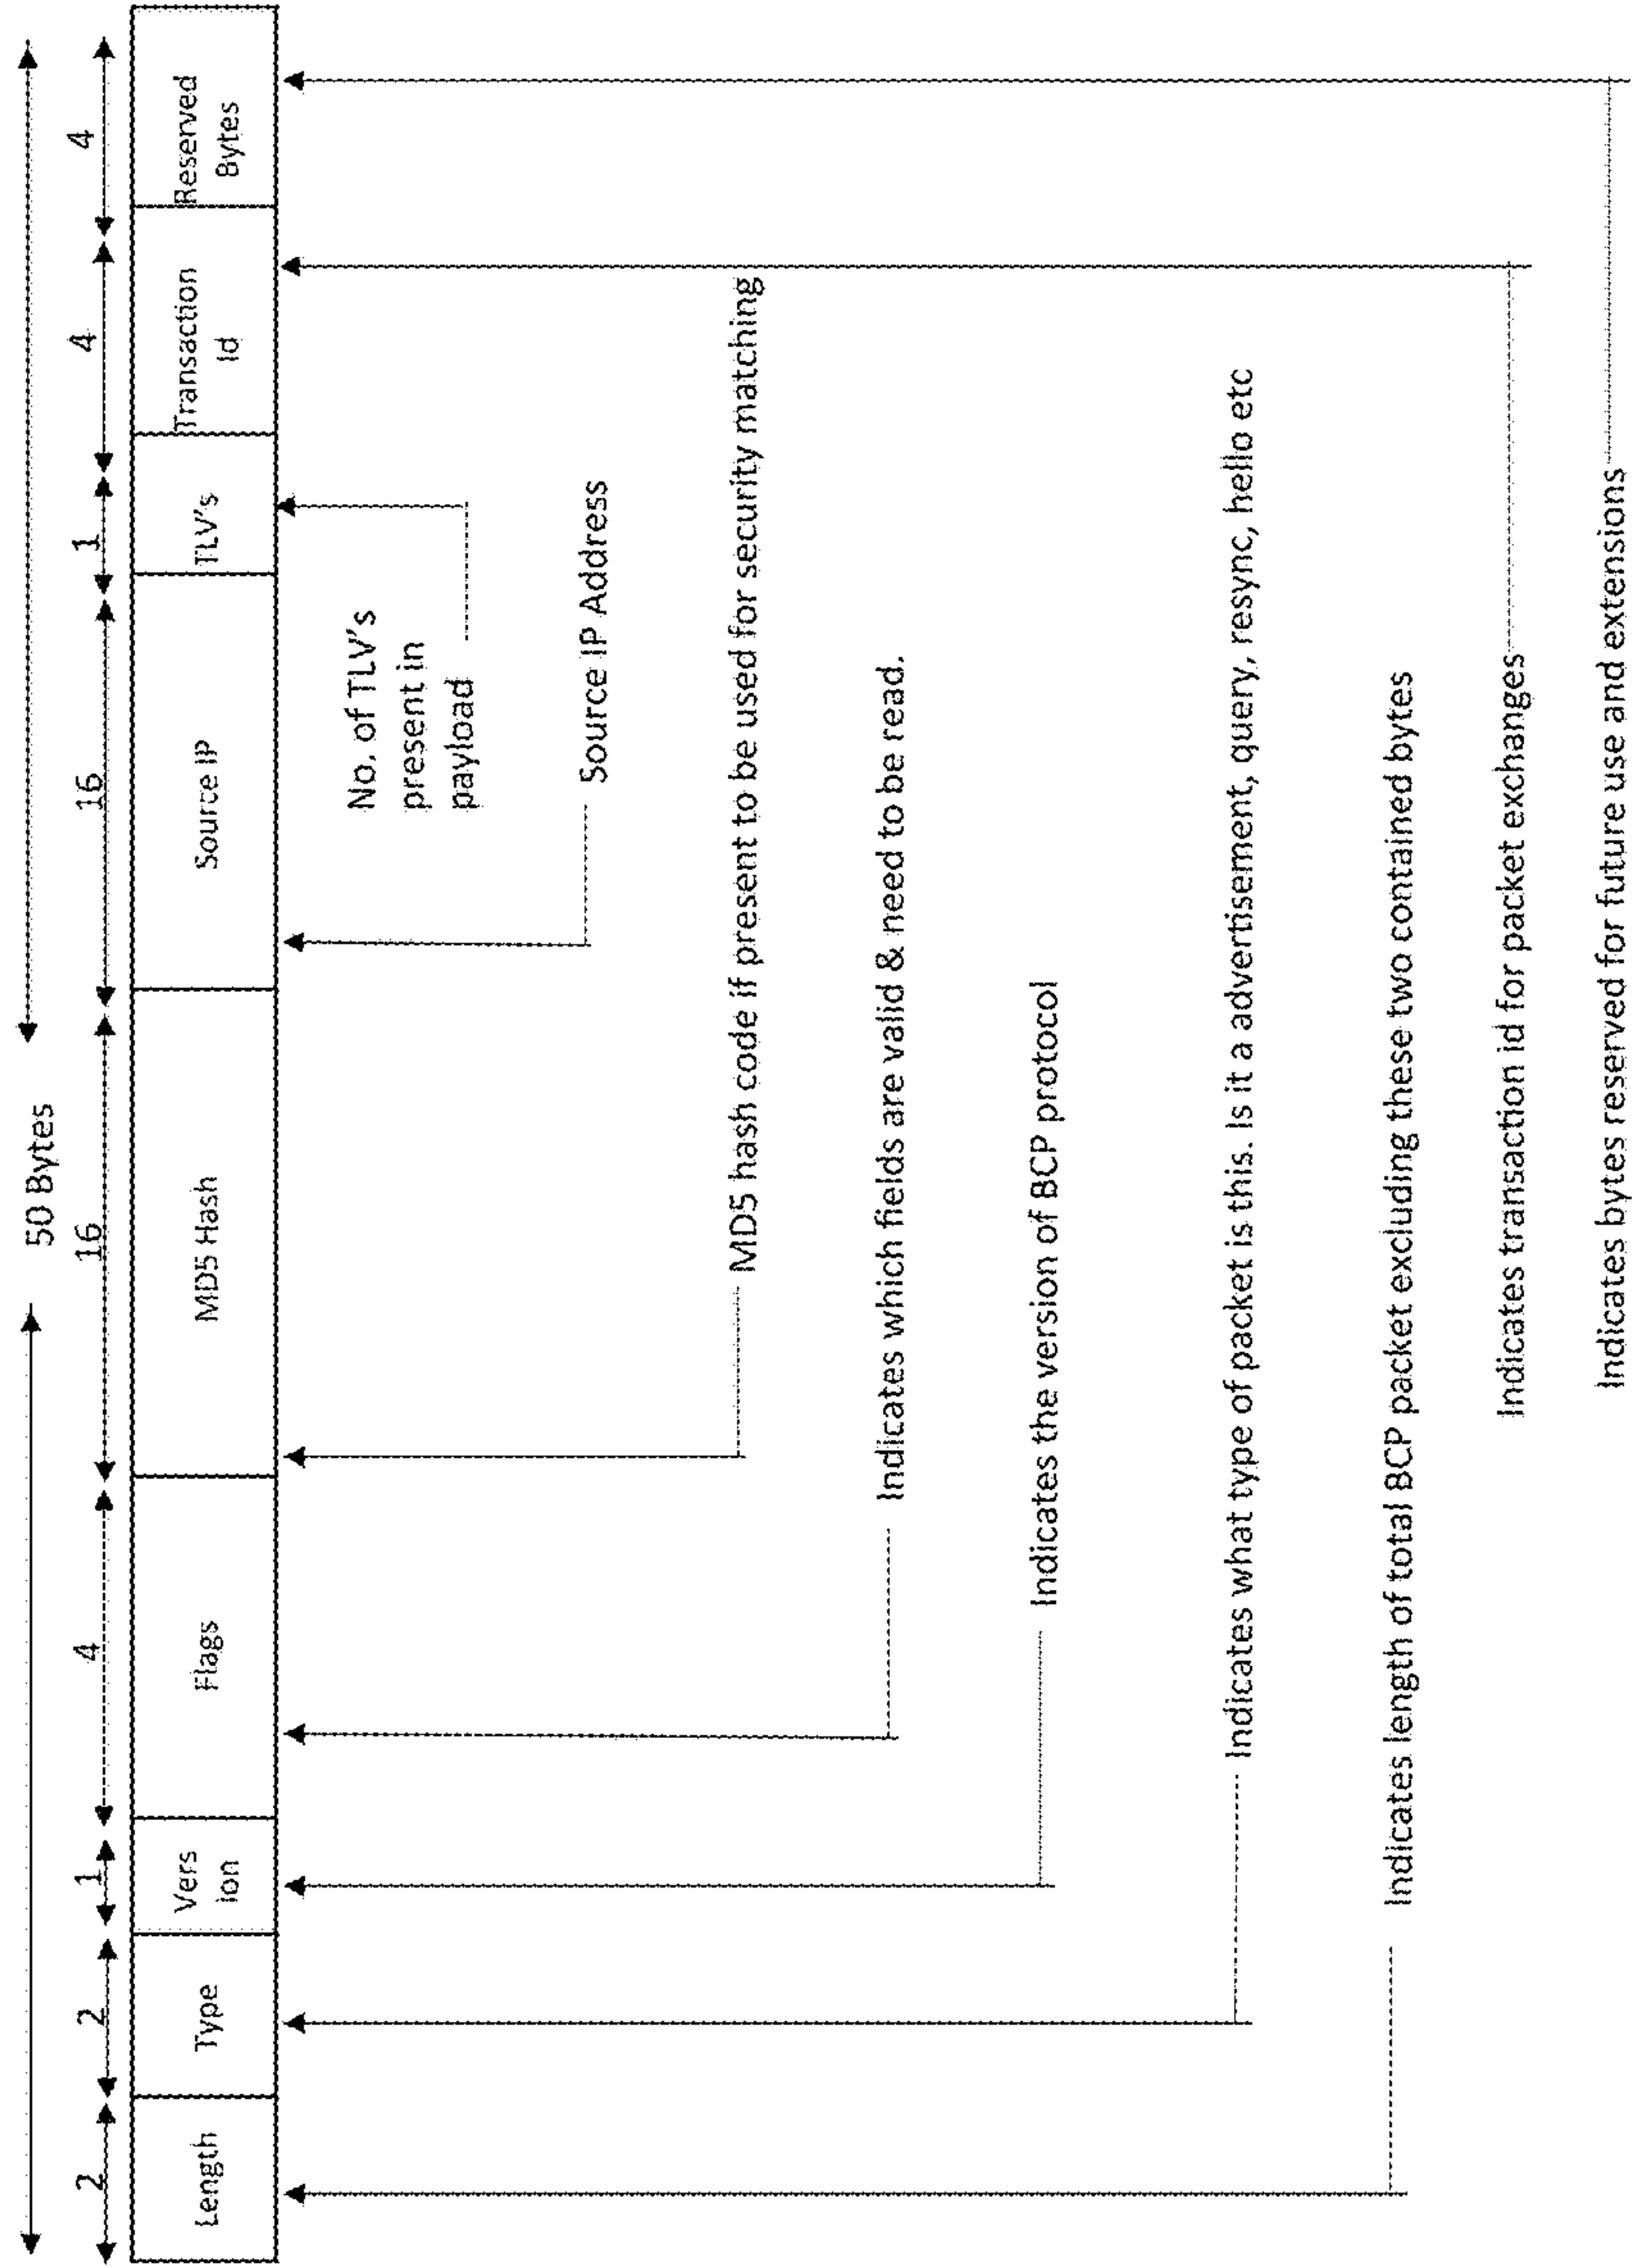 50 Bytes
2
2
1
4
16
16
1
4
4
Length
Type
Vers
ion
Flags
MD5 Hash
Source IP
TLV's
Transaction
Id
Reserved
Bytes
No. of TLV's
present in
payload
Source IP Address
MD5 hash code if present to be used for security matching
Indicates which fields are valid & need to be read.
Indicates the version of BCP protocol
Indicates what type of packet is this. Is it a advertisement, query, resync, hello etc
Indicates length of total BCP packet excluding these two contained bytes
Indicates transaction id for packet exchanges
Indicates bytes reserved for future use and extensions